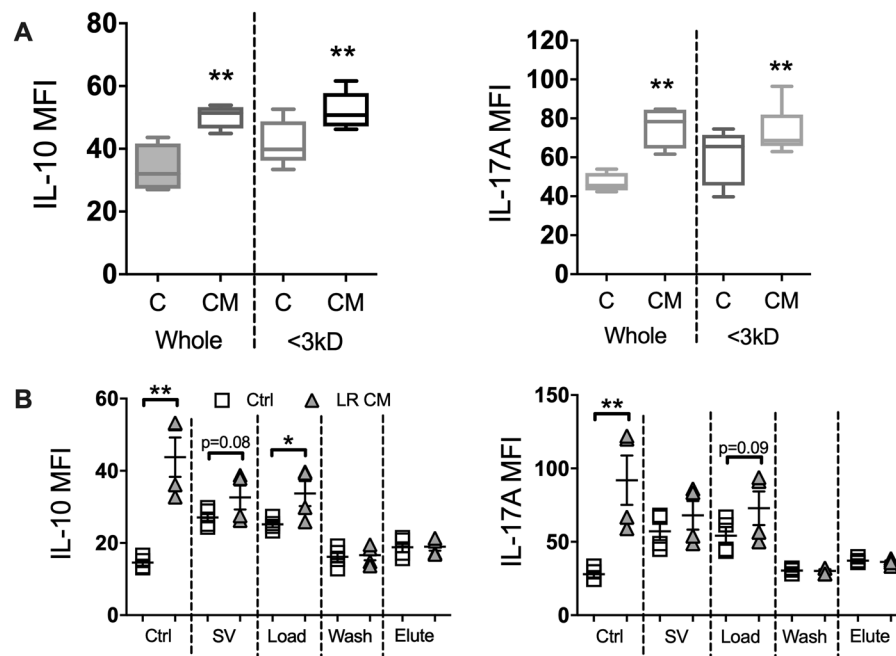 A
IL-10 MFI
80
60
40
20
0
**
**
C
CM
C
CM
Whole
<3kD
IL-17A MFI
120
100
80
60
40
20
0
**
**
C
CM
C
CM
Whole
<3kD
B
Ctrl
LR CM
IL-10 MFI
60
40
20
0
**
p=0.08
*
Ctrl
SV
Load
Wash
Elute
IL-17A MFI
150
100
50
0
**
p=0.09
Ctrl
SV
Load
Wash
Elute